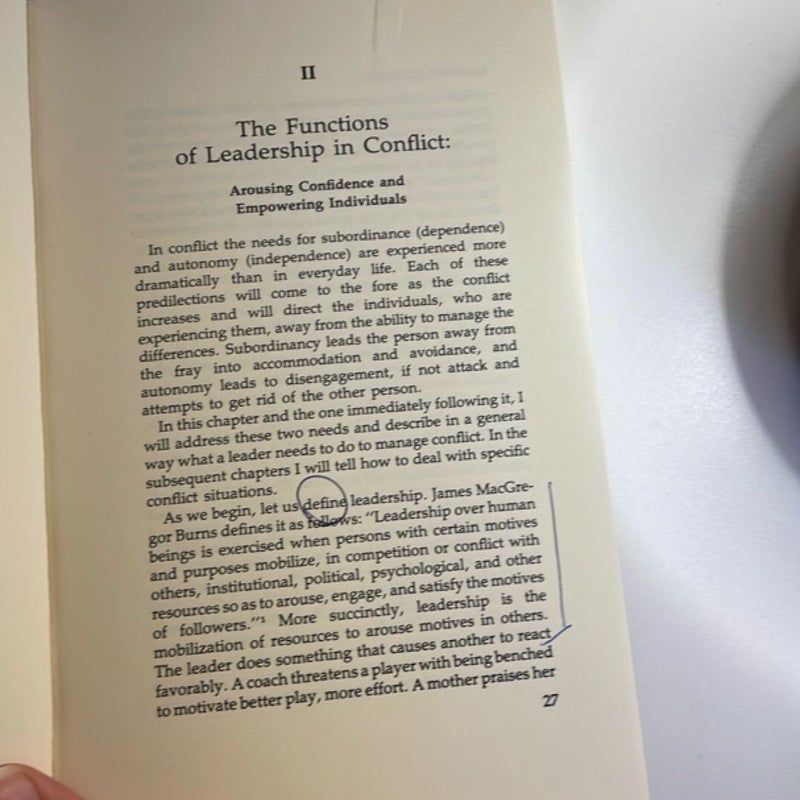 II
The Functions
of Leadership in Conflict:
Arousing Confidence and
Empowering Individuals
In conflict the needs for subordinance (dependence)
and autonomy (independence) are experienced more
dramatically than in everyday life. Each of these
predilections will come to the fore as the conflict
increases and will direct the individuals, who are
experiencing them, away from the ability to manage the
differences. Subordinancy leads the person away from
the fray into accommodation and avoidance, and
autonomy leads to disengagement, if not attack and
attempts to get rid of the other person.
In this chapter and the one immediately following it, I
will address these two needs and describe in a general
way what a leader needs to do to manage conflict. In the
subsequent chapters I will tell how to deal with specific
conflict situations.
As we begin, let us define leadership. James MacGre-
gor Burns defines it as follows: "Leadership over human
beings is exercised when persons with certain motives
and purposes mobilize, in competition or conflict with
others, institutional, political, psychological, and other
resources so as to arouse, engage, and satisfy the motives
of followers."¹ More succinctly, leadership is the
mobilization of resources to arouse motives in others.
The leader does something that causes another to react
favorably. A coach threatens a player with being benched
to motivate better play, more effort. A mother praises her
27